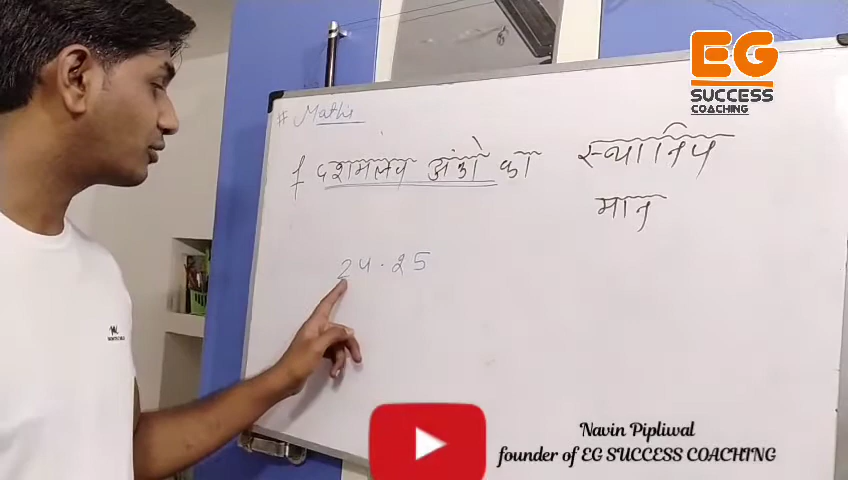 EG
SUCCESS
COACHING
# Maths
दशमलव अंको का स्थानिय
मान
24.25
Navin Pipliwal
founder of EG SUCCESS COACHING